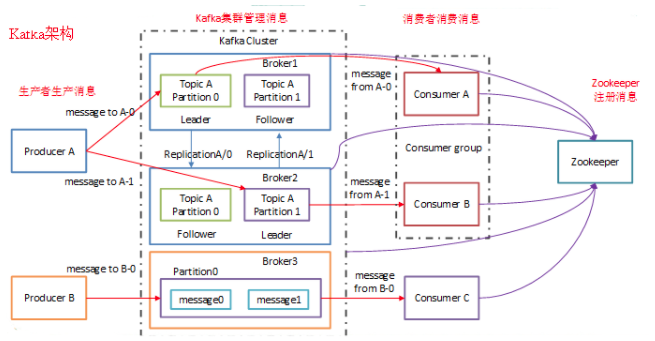 Kafka集群管理消息
消费者消费消息
Katka架构
Kafka Cluster
Zookeeper
注册消息
生产者生产消息
Broker1
message
from A-0
Topic A
Partition 0
Topic A
Partition 1
Consumer A
message to A-0
Leader
Follower
Producer A
ReplicationA/0
ReplicationA/1
Consumer group
Zookeeper
message to A-1
Broker2
message
from A-1
Topic A
Partition 0
Topic A
Partition 1
Consumer B
Follower
Leader
Broker3
message to B-0
Partition0
message
from B-0
Producer B
message0
message1
Consumer C